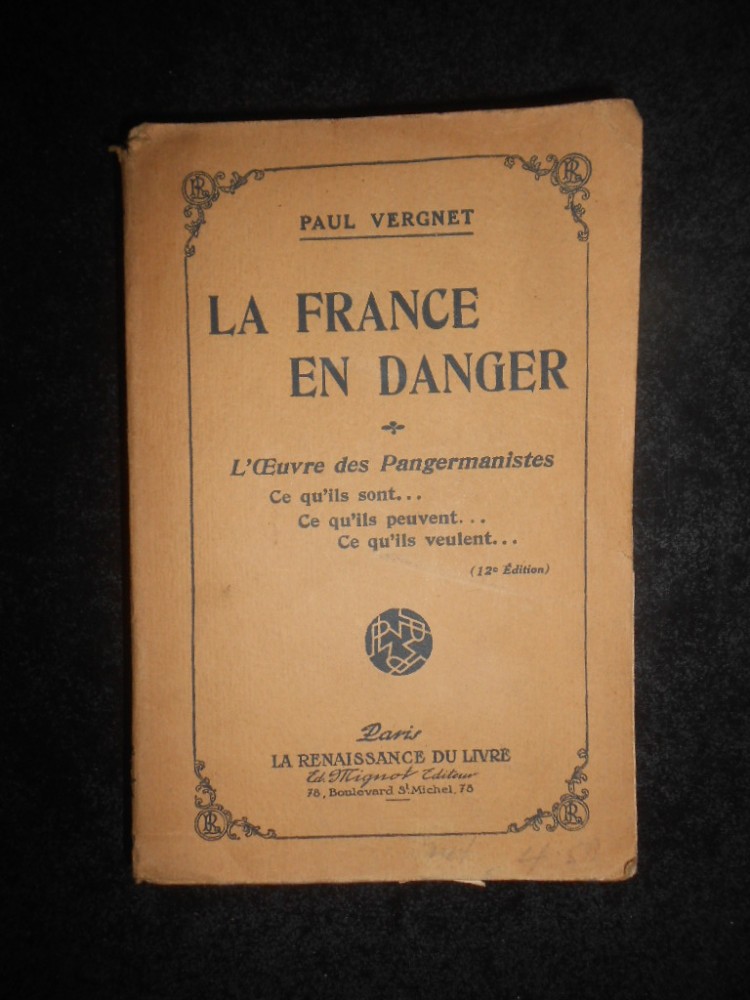 PAUL VERGNET
LA FRANCE
EN DANGER
L'Œuvre des Pangermanistes
Ce qu'ils sont...
Ce qu'ils peuvent...
Ce qu'ils veulent...
(12e Édition)
Paris
LA RENAISSANCE DU LIVRE
Ed. Mignot Editeur
78, Boulevard St Michel, 78